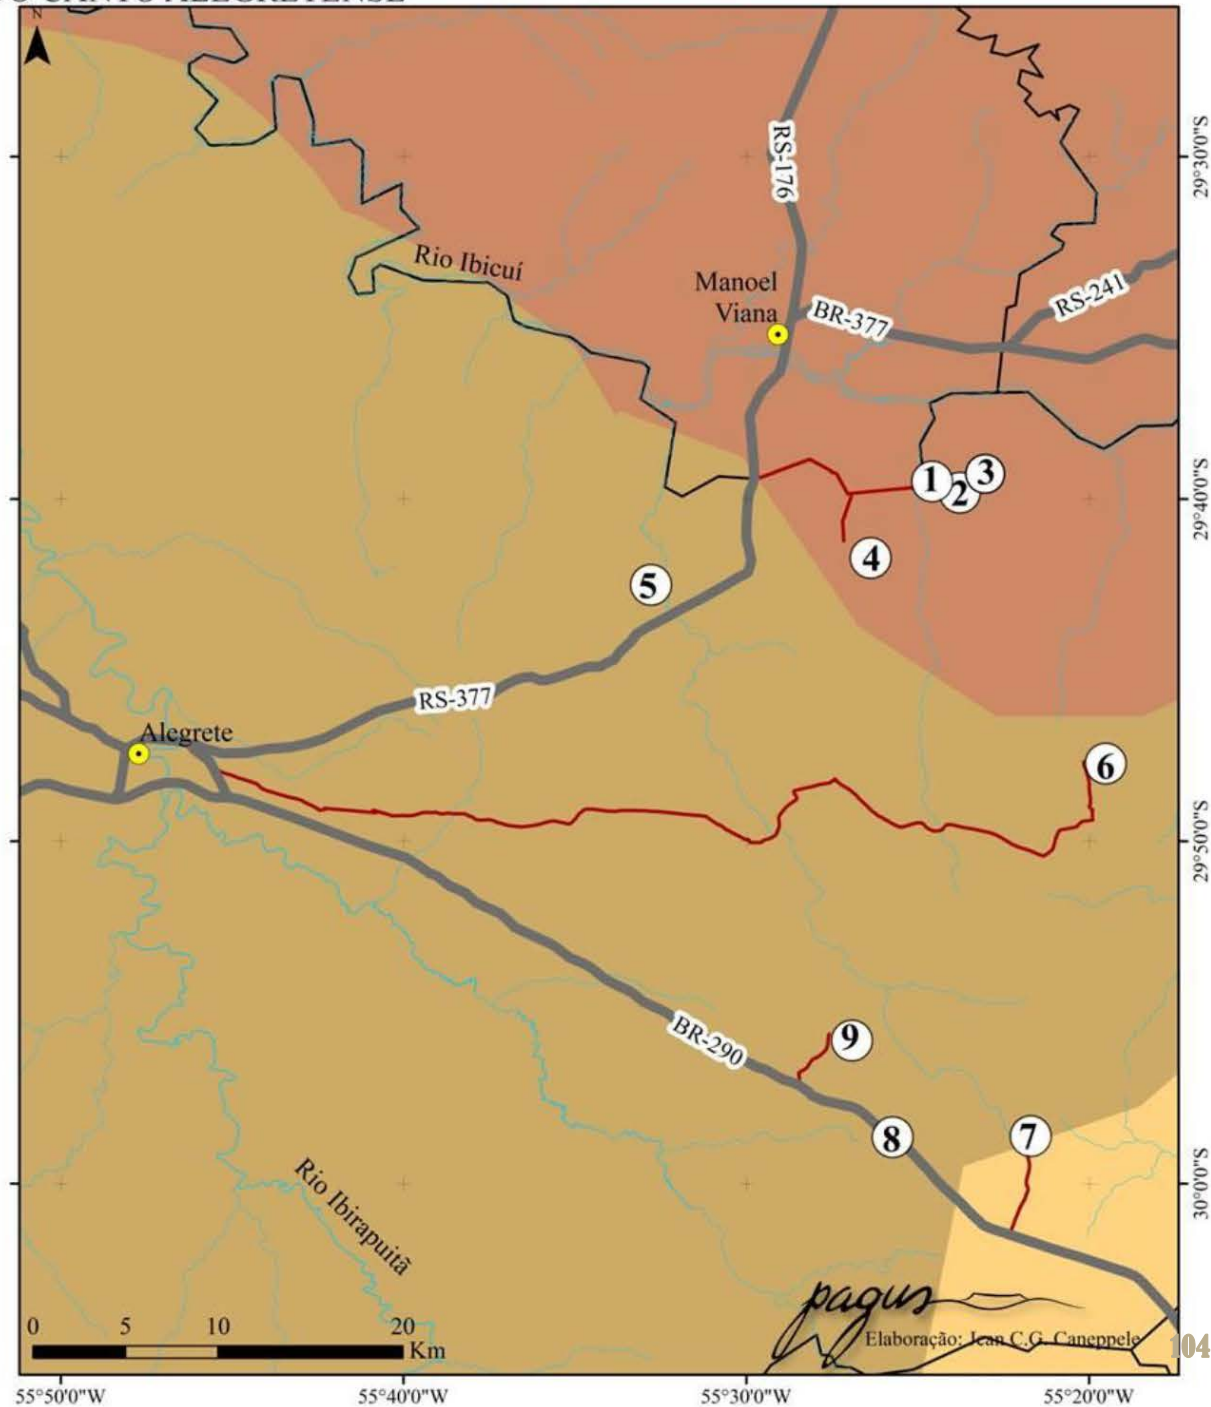 N
29°30'0"S
RS-176
Rio Ibicuí
Manoel
Viana
BR-377
RS-241
1
2
3
29°40'0"S
4
5
RS-377
Alegrete
6
29°50'0"S
BR-290
9
8
7
30°0'0"S
Rio Ibirapuitã
pagus
Elaboração: Jean C.G. Caneppele
104
0 5 10 20
Km
55°50'0"W 55°40'0"W 55°30'0"W 55°20'0"W